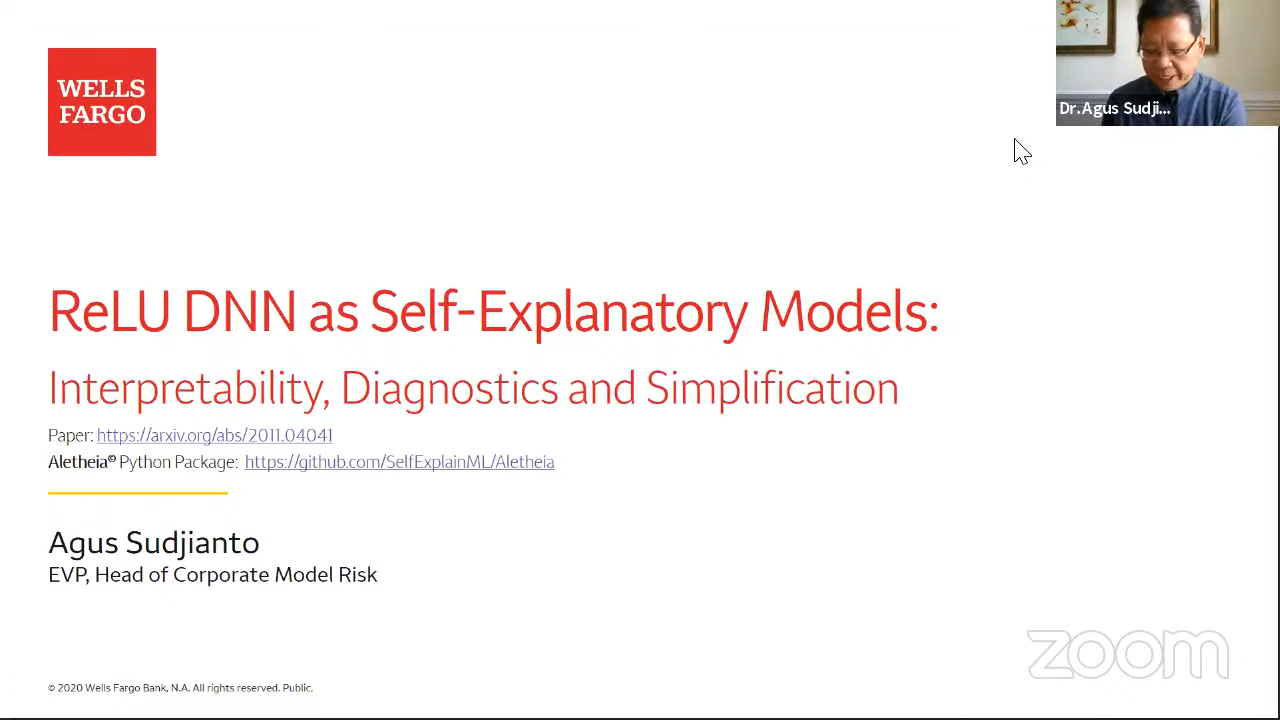 WELLS
FARGO
Dr.Agus Sudji...
ReLU DNN as Self-Explanatory Models:
Interpretability, Diagnostics and Simplification
Paper: https://arxiv.org/abs/2011.04041
Aletheia© Python Package: https://github.com/SelfExplainML/Aletheia
Agus Sudjianto
EVP, Head of Corporate Model Risk
zoom
© 2020 Wells Fargo Bank, N.A. All rights reserved. Public.